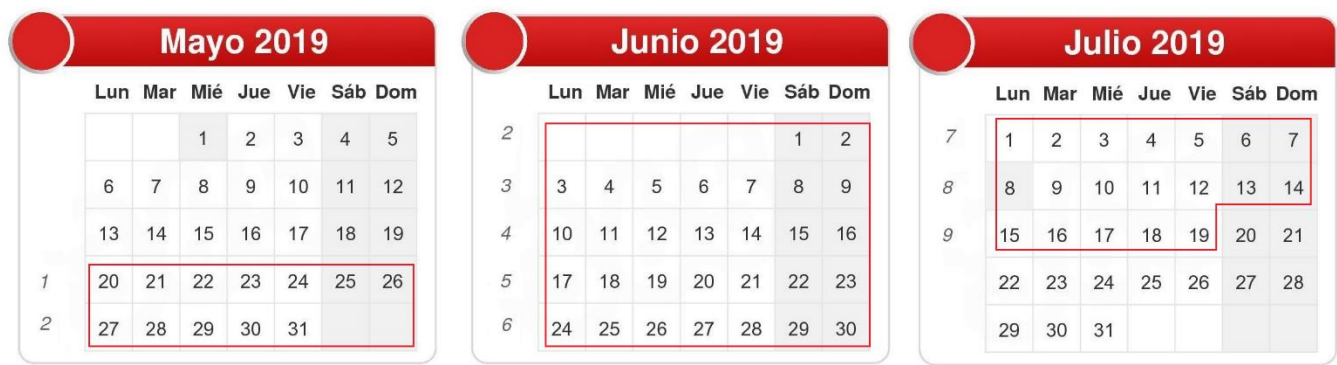 Mayo 2019
Lun Mar Mié Jue Vie Sáb Dom
1 2 3 4 5
6 7 8 9 10 11 12
13 14 15 16 17 18 19
1 20 21 22 23 24 25 26
2 27 28 29 30 31
Junio 2019
Lun Mar Mié Jue Vie Sáb Dom
2 1 2
3 3 4 5 6 7 8 9
4 10 11 12 13 14 15 16
5 17 18 19 20 21 22 23
6 24 25 26 27 28 29 30
Julio 2019
Lun Mar Mié Jue Vie Sáb Dom
7 1 2 3 4 5 6 7
8 8 9 10 11 12 13 14
9 15 16 17 18 19 20 21
22 23 24 25 26 27 28
29 30 31